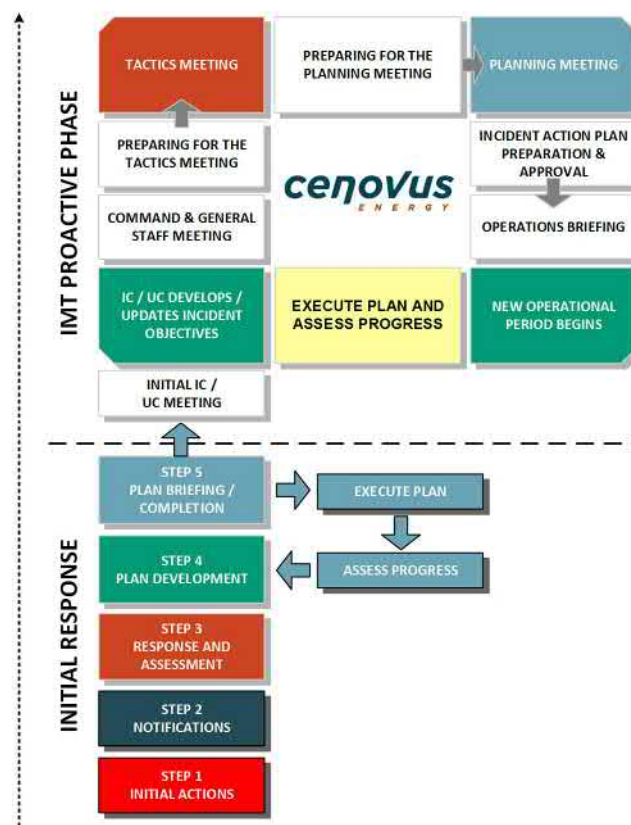 IMT PROACTIVE PHASE
TACTICS MEETING
PREPARING FOR THE
PLANNING MEETING
PLANNING MEETING
PREPARING FOR THE
TACTICS MEETING
INCIDENT ACTION PLAN
PREPARATION &
APPROVAL
cenovus
ENERGY
COMMAND & GENERAL
STAFF MEETING
OPERATIONS BRIEFING
IC / UC DEVELOPS /
UPDATES INCIDENT
OBJECTIVES
EXECUTE PLAN AND
ASSESS PROGRESS
NEW OPERATIONAL
PERIOD BEGINS
INITIAL IC /
UC MEETING
INITIAL RESPONSE
STEP 5
PLAN BRIEFING /
COMPLETION
EXECUTE PLAN
STEP 4
PLAN DEVELOPMENT
ASSESS PROGRESS
STEP 3
RESPONSE AND
ASSESSMENT
STEP 2
NOTIFICATIONS
STEP 1
INITIAL ACTIONS